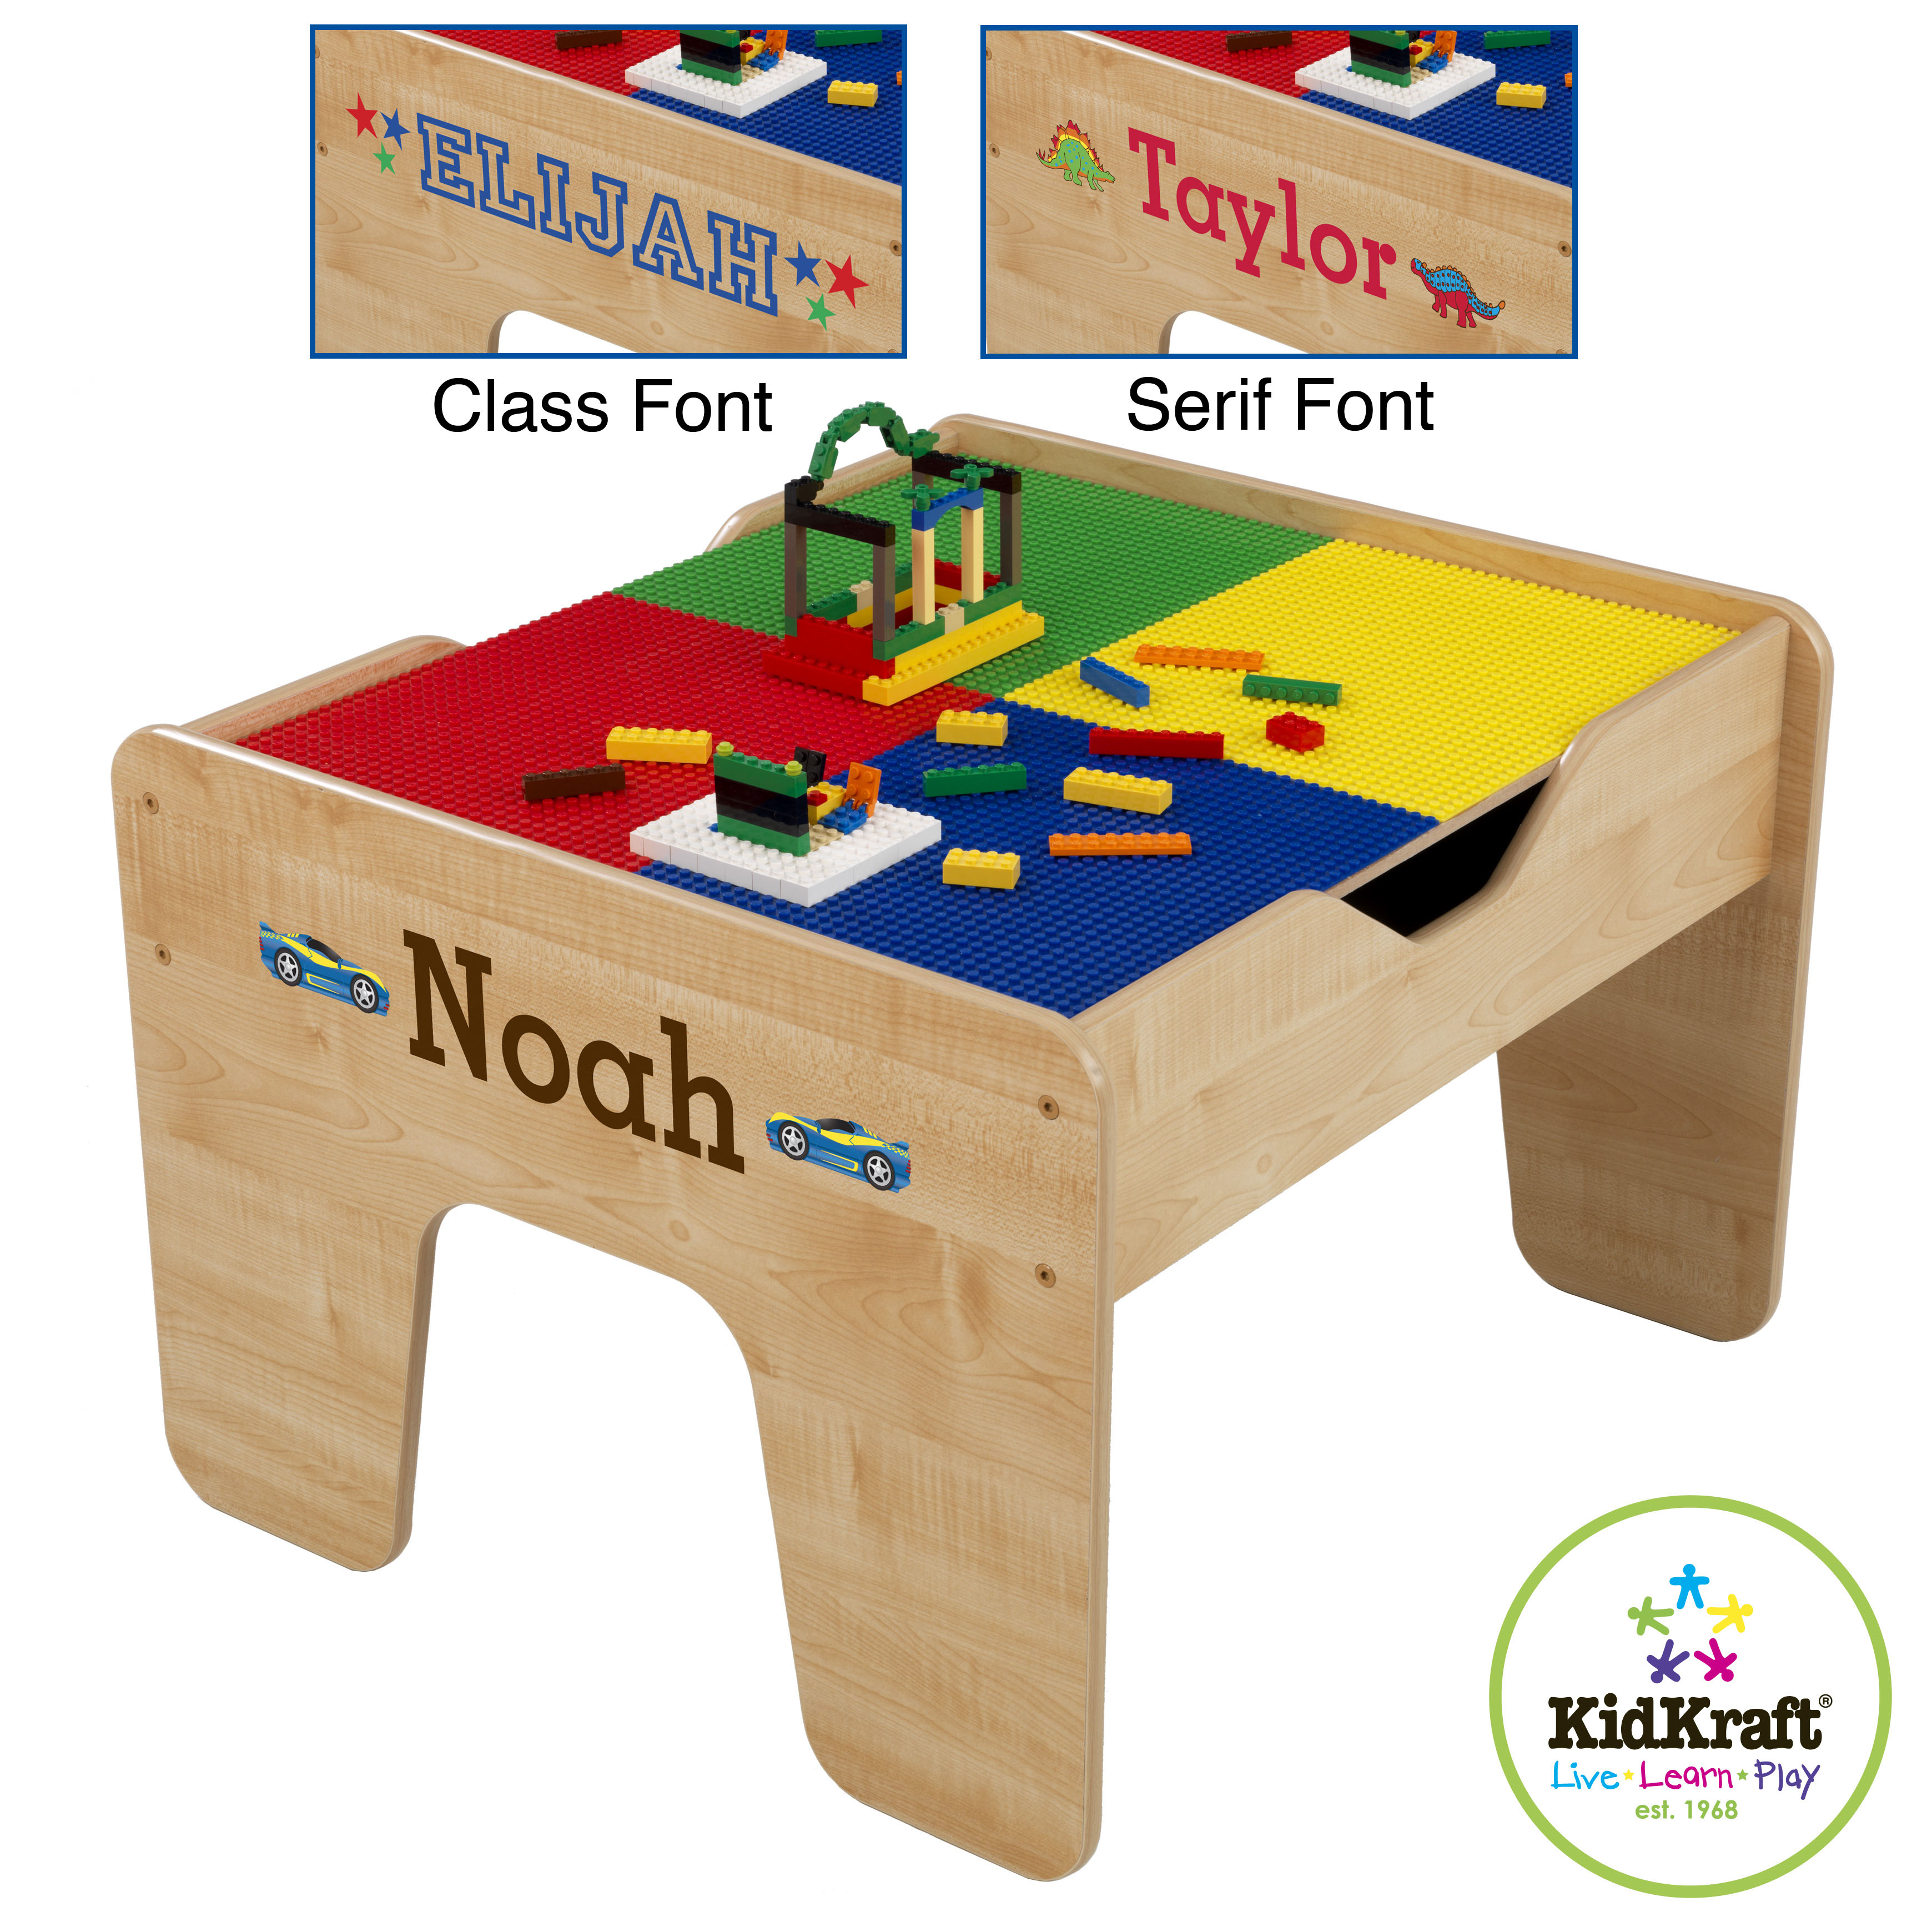 ELIJAH
Taylor
Class Font
Serif Font
Noah
KidKraft®
Live Learn Play
est. 1968